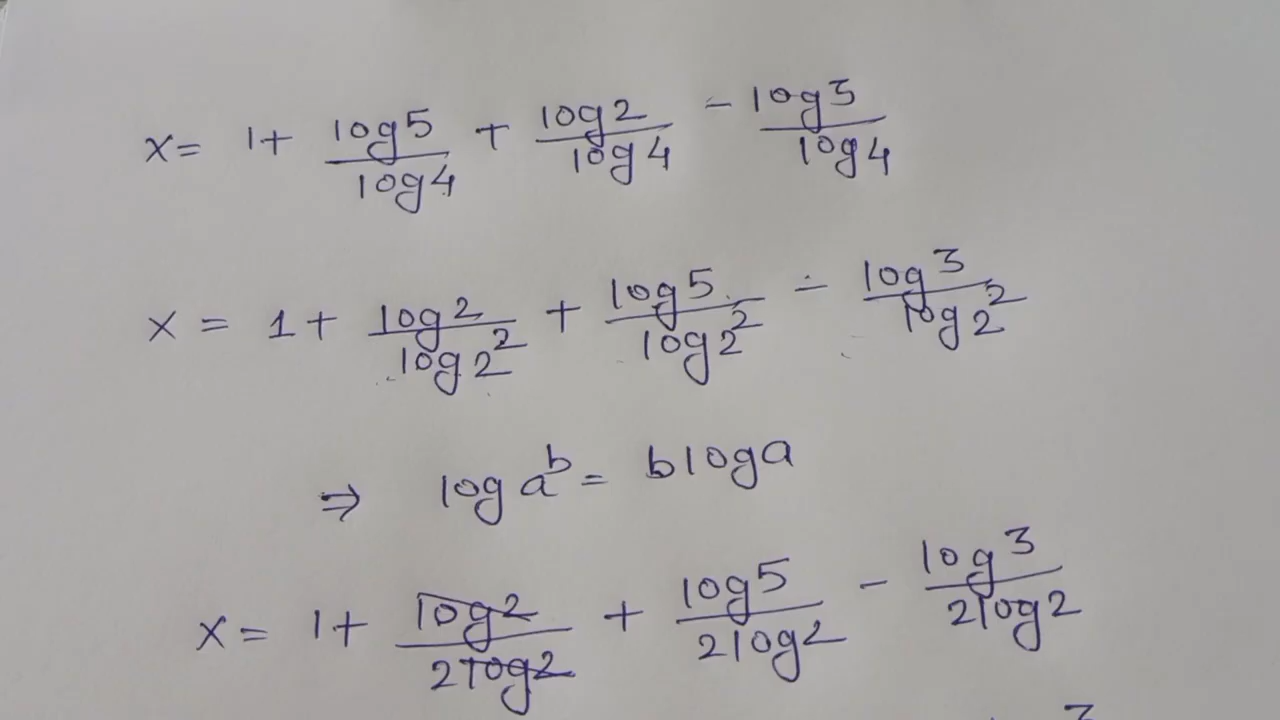 x = 1 + log5/log4 + log2/log4 - log3/log4
x = 1 + log2/log2² + log5/log2² - log3/log2²
⇒ log a^b = b log a
x = 1 + log2/2log2 + log5/2log2 - log3/2log2
3